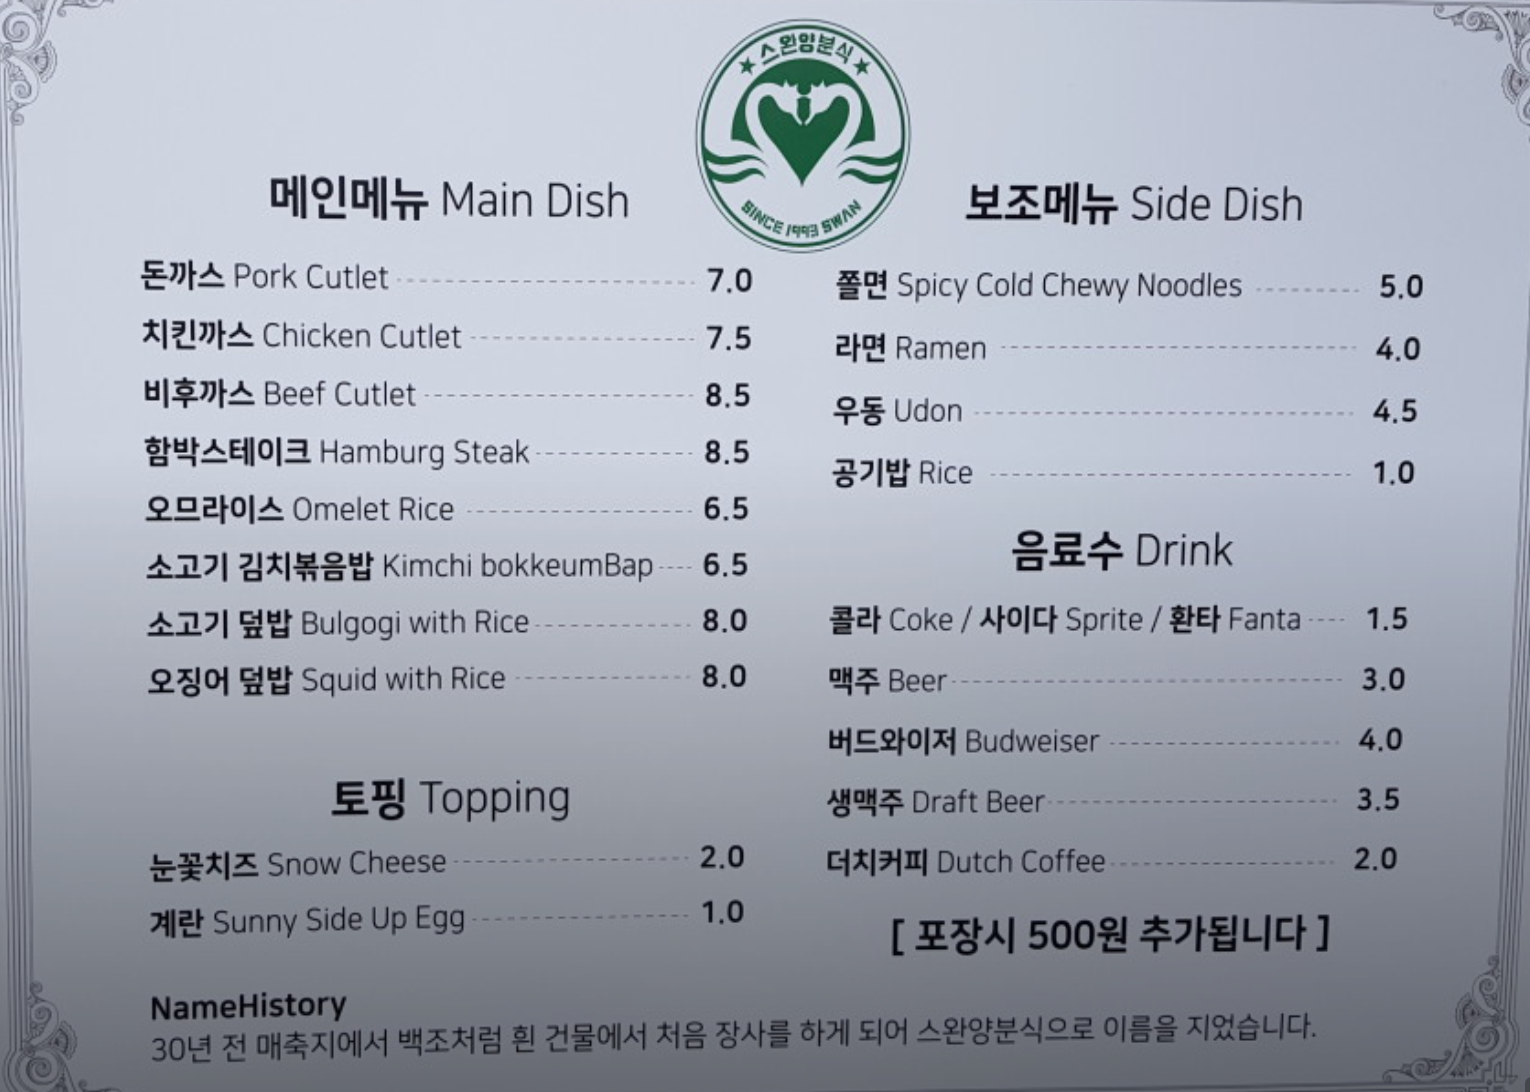 스완양분식
SINCE 1993 SWAN
메인메뉴 Main Dish
돈까스 Pork Cutlet 7.0
치킨까스 Chicken Cutlet 7.5
비후까스 Beef Cutlet 8.5
함박스테이크 Hamburg Steak 8.5
오므라이스 Omelet Rice 6.5
소고기 김치볶음밥 Kimchi bokkeumBap 6.5
소고기 덮밥 Bulgogi with Rice 8.0
오징어 덮밥 Squid with Rice 8.0
토핑 Topping
눈꽃치즈 Snow Cheese 2.0
계란 Sunny Side Up Egg 1.0
보조메뉴 Side Dish
쫄면 Spicy Cold Chewy Noodles 5.0
라면 Ramen 4.0
우동 Udon 4.5
공기밥 Rice 1.0
음료수 Drink
콜라 Coke / 사이다 Sprite / 환타 Fanta 1.5
맥주 Beer 3.0
버드와이저 Budweiser 4.0
생맥주 Draft Beer 3.5
더치커피 Dutch Coffee 2.0
[ 포장시 500원 추가됩니다 ]
NameHistory
30년 전 매축지에서 백조처럼 흰 건물에서 처음 장사를 하게 되어 스완양분식으로 이름을 지었습니다.